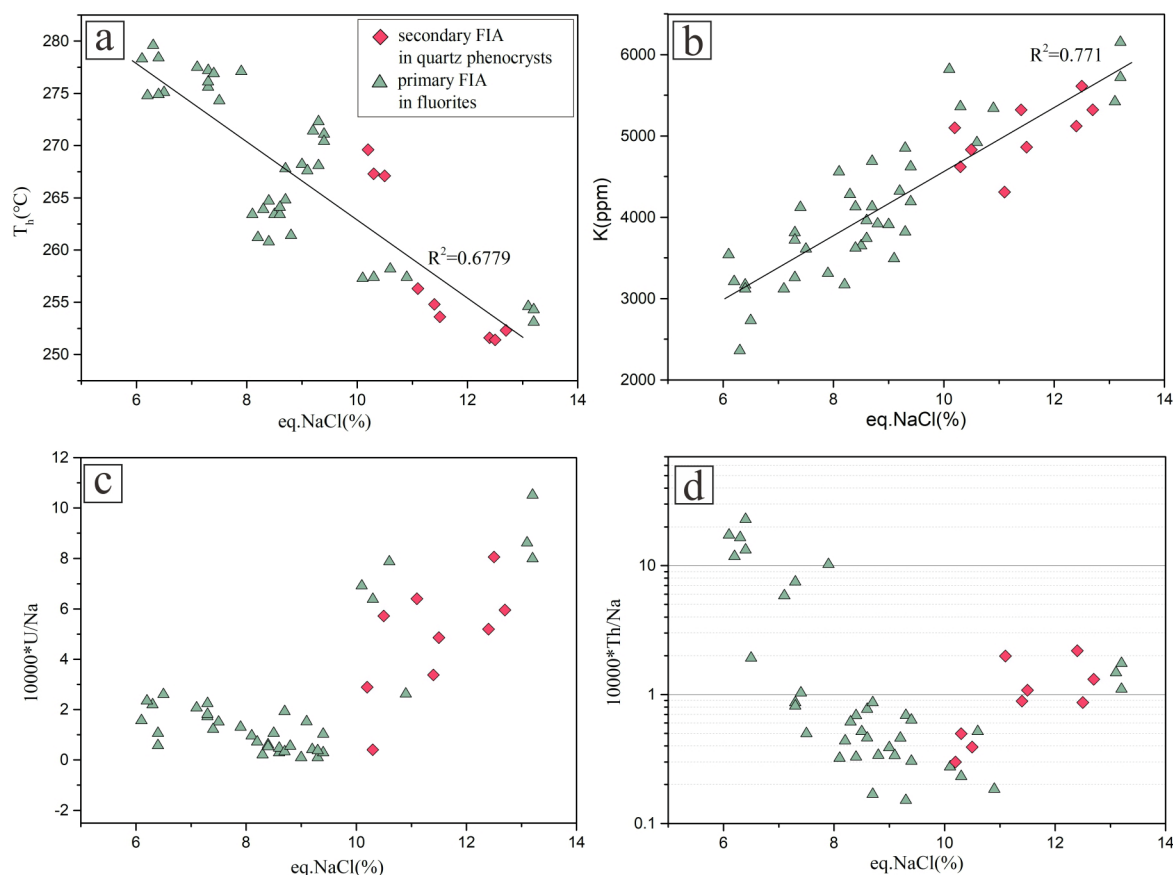 a
280
275
270
265
260
255
250
Th(℃)
6
8
10
12
14
eq.NaCl(%)
secondary FIA
in quartz phenocrysts
primary FIA
in fluorites
R²=0.6779
b
6000
5000
4000
3000
2000
K(ppm)
6
8
10
12
14
eq.NaCl(%)
R²=0.771
c
12
10
8
6
4
2
0
-2
10000*U/Na
6
8
10
12
14
eq.NaCl(%)
d
10
1
0.1
10000*Th/Na
4
6
8
10
12
14
eq.NaCl(%)